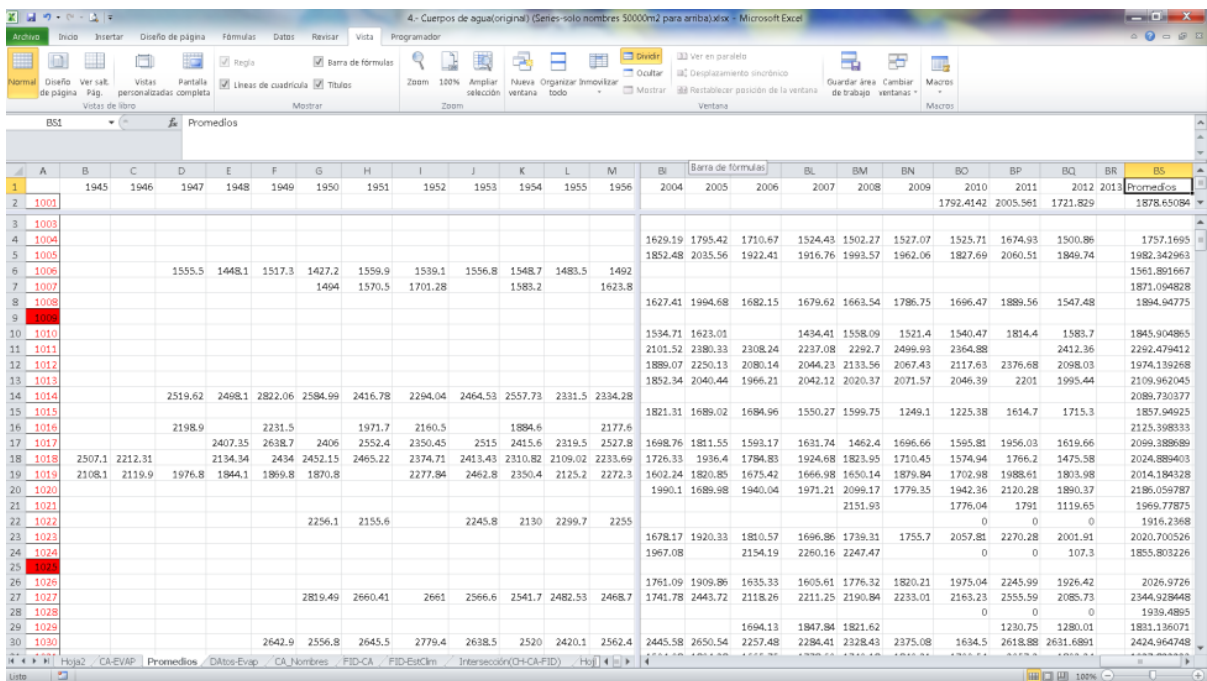 4.- Cuerpos de agua(original) (Series-solo nombres 50000m2 para arriba).xlsx - Microsoft Excel
Archivo Inicio Insertar Diseño de página Fórmulas Datos Revisar Vista Programador
Regla Barra de fórmulas Dividir Ver en paralelo
Líneas de cuadrícula Títulos Ocultar Desplazamiento sincrónico
Mostrar Restablecer posición de la ventana
Normal Diseño de página Ver salt. Pág. Vistas personalizadas Pantalla completa Zoom 100% Ampliar selección Nueva ventana Organizar todo Inmovilizar Guardar área de trabajo Cambiar ventanas Macros
Vistas de libro Mostrar Zoom Ventana Macros
BS1 fx Promedios
Barra de fórmulas
A B C D E F G H I J K L M BI BL BM BN BO BP BQ BR BS
1 1945 1946 1947 1948 1949 1950 1951 1952 1953 1954 1955 1956 2004 2005 2006 2007 2008 2009 2010 2011 2012 2013 Promedios
2 1001 1792.4142 2005.561 1721.829 1878.65084
3 1003
4 1004 1629.19 1795.42 1710.67 1524.43 1502.27 1527.07 1525.71 1674.93 1500.86 1757.1695
5 1005 1852.48 2035.56 1922.41 1916.76 1993.57 1962.06 1827.69 2060.51 1849.74 1982.342963
6 1006 1555.5 1448.1 1517.3 1427.2 1559.9 1539.1 1556.8 1548.7 1483.5 1492 1561.891667
7 1007 1494 1570.5 1701.28 1583.2 1623.8 1871.094828
8 1008 1627.41 1994.68 1682.15 1679.62 1663.54 1786.75 1696.47 1889.56 1547.48 1894.94775
9 1009
10 1010 1534.71 1623.01 1434.41 1558.09 1521.4 1540.47 1814.4 1583.7 1845.904865
11 1011 2101.52 2380.33 2308.24 2237.08 2292.7 2499.93 2364.88 2412.36 2292.479412
12 1012 1889.07 2250.13 2080.14 2044.23 2133.56 2067.43 2117.63 2376.68 2098.03 1974.139268
13 1013 1852.34 2040.44 1966.21 2042.12 2020.37 2071.57 2046.39 2201 1995.44 2109.962045
14 1014 2519.62 2498.1 2822.06 2584.99 2416.78 2294.04 2464.53 2557.73 2331.5 2334.28 2089.730377
15 1015 1821.31 1689.02 1684.96 1550.27 1599.75 1249.1 1225.38 1614.7 1715.3 1857.94925
16 1016 2198.9 2231.5 1971.7 2160.5 1884.6 2177.6 2125.398333
17 1017 2407.35 2638.7 2406 2552.4 2350.45 2515 2415.6 2319.5 2527.8 1698.76 1811.55 1593.17 1631.74 1462.4 1696.66 1595.81 1956.03 1619.66 2099.388689
18 1018 2507.1 2212.31 2134.34 2434 2452.15 2465.22 2374.71 2413.43 2310.82 2109.02 2233.69 1726.33 1936.4 1784.83 1924.68 1823.95 1710.45 1574.94 1766.2 1475.58 2024.889403
19 1019 2108.1 2119.9 1976.8 1844.1 1869.8 1870.8 2277.84 2462.8 2350.4 2125.2 2272.3 1602.24 1820.85 1675.42 1666.98 1650.14 1879.84 1702.98 1988.61 1803.98 2014.184328
20 1020 1990.1 1689.98 1940.04 1971.21 2099.17 1779.35 1942.36 2120.28 1890.37 2186.059787
21 1021 2151.93 1776.04 1791 1119.65 1969.77875
22 1022 2256.1 2155.6 2245.8 2130 2299.7 2255 0 0 0 1916.2368
23 1023 1678.17 1920.33 1810.57 1696.86 1739.31 1755.7 2057.81 2270.28 2001.91 2020.700526
24 1024 1967.08 2154.19 2260.16 2247.47 0 0 107.3 1855.803226
25 1025
26 1026 1761.09 1909.86 1635.33 1605.61 1776.32 1820.21 1975.04 2245.99 1926.42 2026.9726
27 1027 2819.49 2660.41 2661 2566.6 2541.7 2482.53 2468.7 1741.78 2443.72 2118.26 2211.25 2190.84 2233.01 2163.23 2555.59 2085.73 2344.928448
28 1028 0 0 0 1939.4895
29 1029 1694.13 1847.84 1821.62 1230.75 1280.01 1831.136071
30 1030 2642.9 2556.8 2645.5 2779.4 2638.5 2520 2420.1 2562.4 2445.58 2650.54 2257.48 2284.41 2328.43 2375.08 1634.5 2618.88 2631.6891 2424.964748
Hoja2 CA-EVAP Promedios DAtos-Evap CA_Nombres FID-CA FID-EstClim Intersección(CH-CA-FID) Hoj
Listo 100%